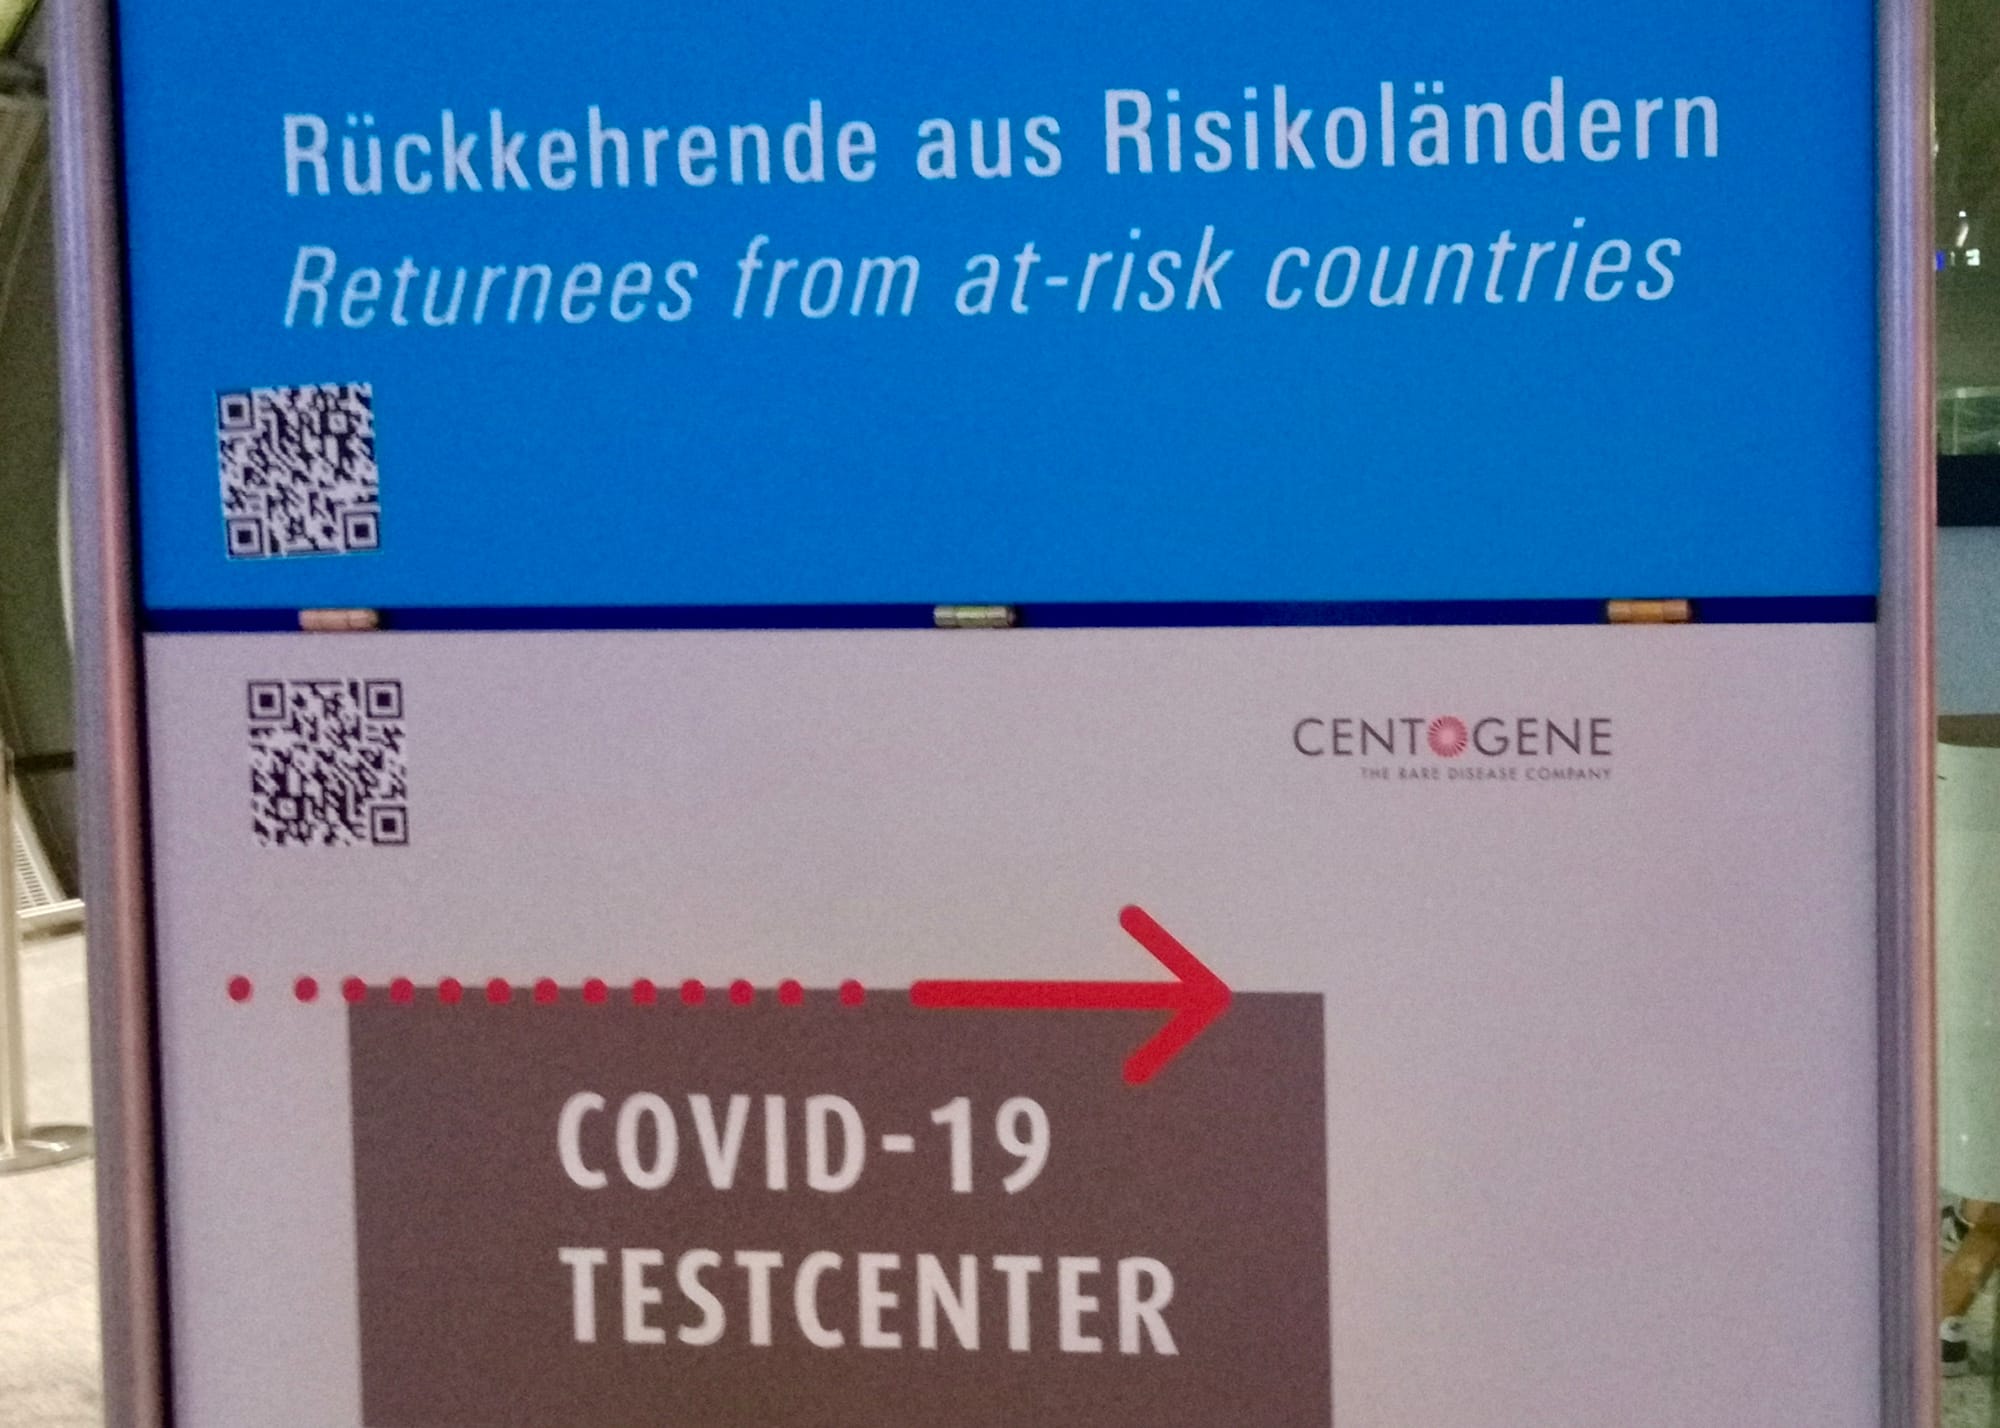 Rückkehrende aus Risikoländern
Returnees from at-risk countries
CENTOGENE
THE RARE DISEASE COMPANY
COVID-19
TESTCENTER